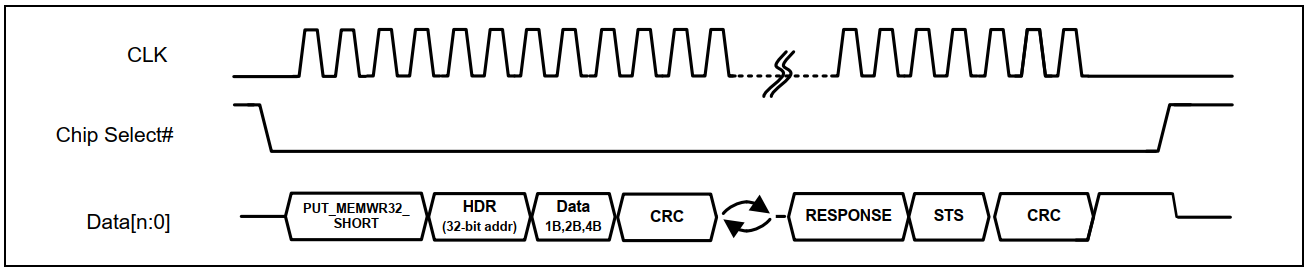 CLK
Chip Select#
Data[n:0]
PUT_MEMWR32_
SHORT
HDR
(32-bit addr)
Data
1B,2B,4B
CRC
RESPONSE
STS
CRC